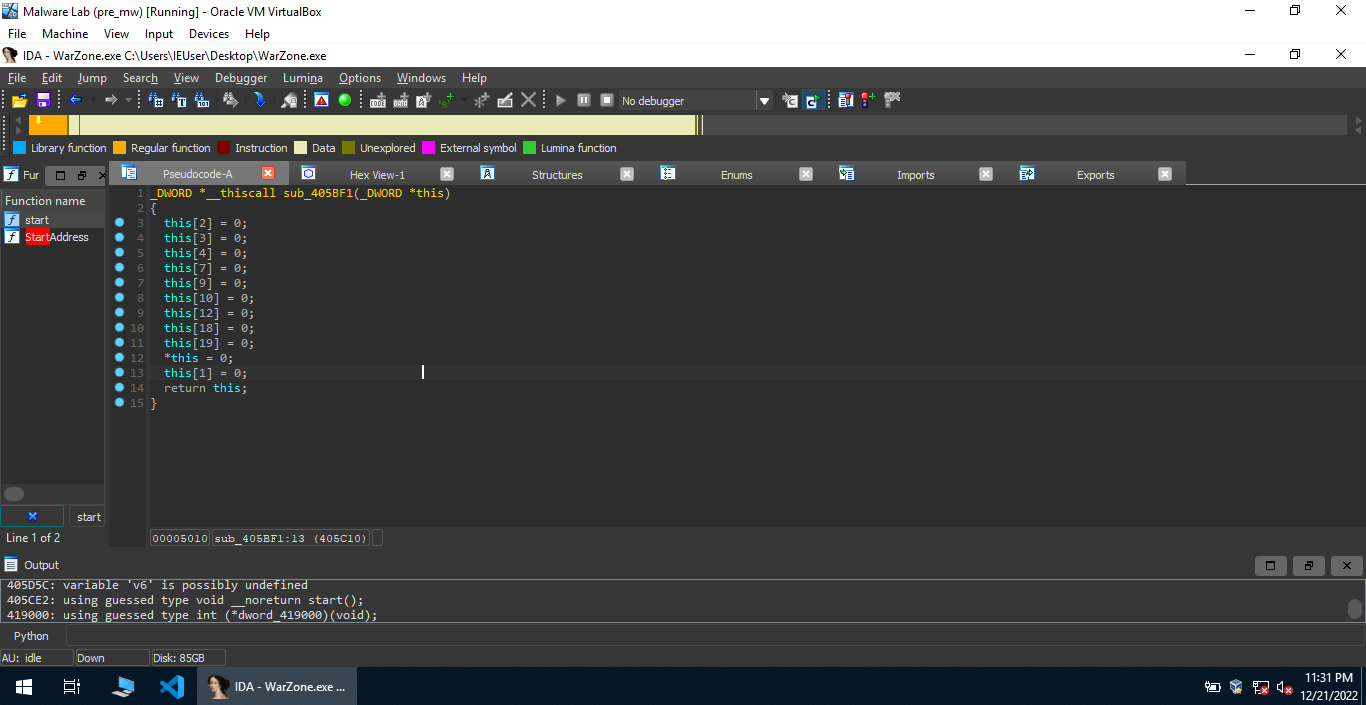 Malware Lab (pre_mw) [Running] - Oracle VM VirtualBox
File Machine View Input Devices Help
IDA - WarZone.exe C:\Users\IEUser\Desktop\WarZone.exe
File Edit Jump Search View Debugger Lumina Options Windows Help
No debugger
Library function Regular function Instruction Data Unexplored External symbol Lumina function
Fur Pseudocode-A Hex View-1 Structures Enums Imports Exports
Function name
start
StartAddress
1 _DWORD *__thiscall sub_405BF1(_DWORD *this)
2 {
3 this[2] = 0;
4 this[3] = 0;
5 this[4] = 0;
6 this[7] = 0;
7 this[9] = 0;
8 this[10] = 0;
9 this[12] = 0;
10 this[18] = 0;
11 this[19] = 0;
12 *this = 0;
13 this[1] = 0;
14 return this;
15 }
start
Line 1 of 2
00005010 sub_405BF1:13 (405C10)
Output
405D5C: variable 'v6' is possibly undefined
405CE2: using guessed type void __noreturn start();
419000: using guessed type int (*dword_419000)(void);
Python
AU: idle Down Disk: 85GB
IDA - WarZone.exe ...
11:31 PM
12/21/2022